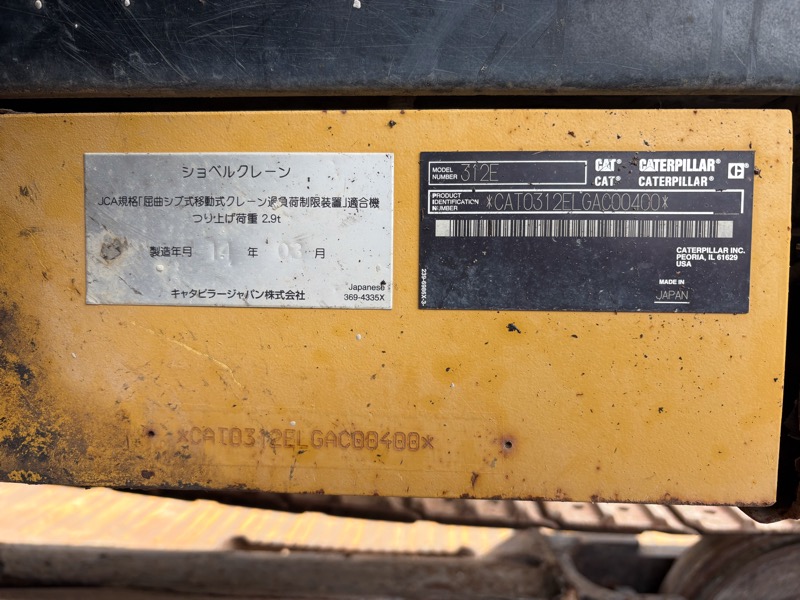 ショベルクレーン
JCA規格「屈曲ジブ式移動式クレーン過負荷制限装置」適合機
つり上げ荷重 2.9t
製造年月 14 年 03 月
キャタピラージャパン株式会社
Japanese
369-4335X
MODEL NUMBER 312E
CAT® CATERPILLAR®
CAT® CATERPILLAR®
PRODUCT IDENTIFICATION NUMBER *CAT0312ELGAC00400*
CATERPILLAR INC.
PEORIA, IL 61629
USA
MADE IN
JAPAN
*CAT0312ELGAC00400*